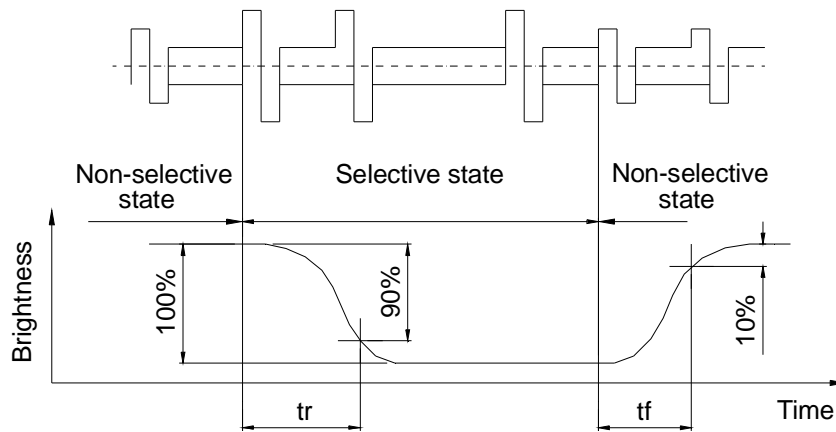 Non-selective
state
Selective state
Non-selective
state
Brightness
100%
90%
10%
tr
tf
Time